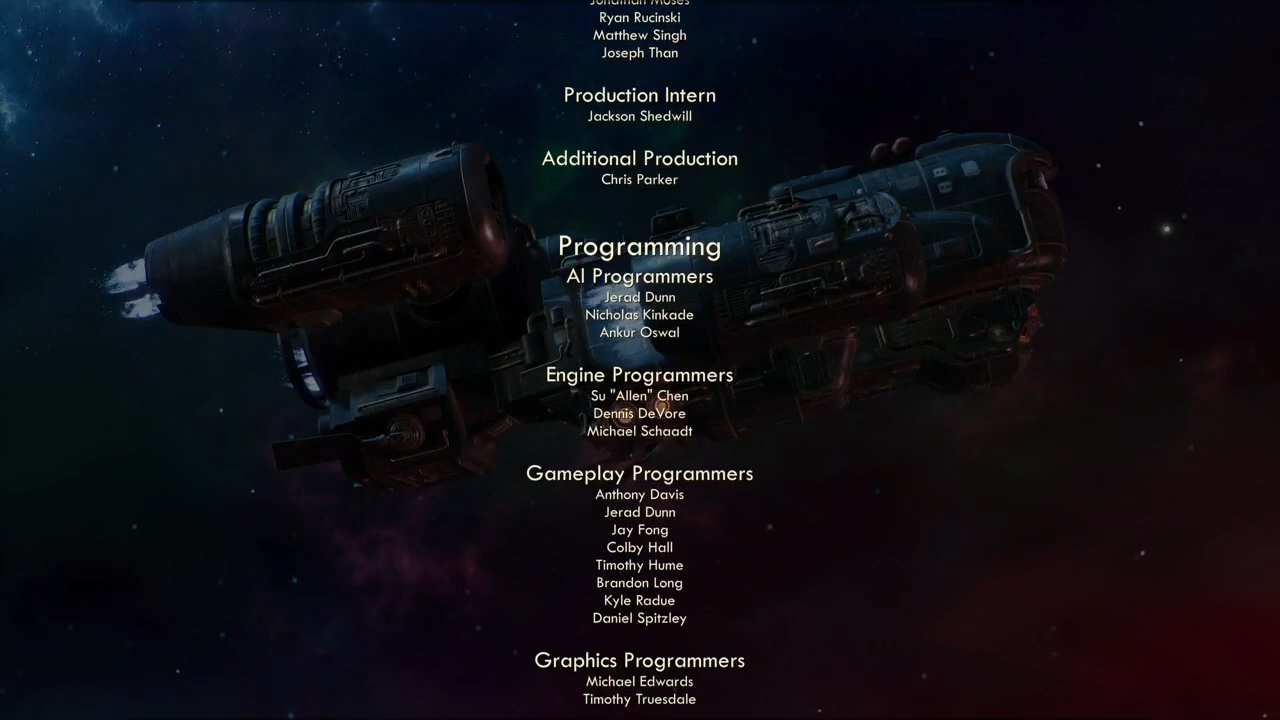 Jonathan Moses
Ryan Rucinski
Matthew Singh
Joseph Than
Production Intern
Jackson Shedwill
Additional Production
Chris Parker
Programming
AI Programmers
Jerad Dunn
Nicholas Kinkade
Ankur Oswal
Engine Programmers
Su "Allen" Chen
Dennis DeVore
Michael Schaadt
Gameplay Programmers
Anthony Davis
Jerad Dunn
Jay Fong
Colby Hall
Timothy Hume
Brandon Long
Kyle Radue
Daniel Spitzley
Graphics Programmers
Michael Edwards
Timothy Truesdale